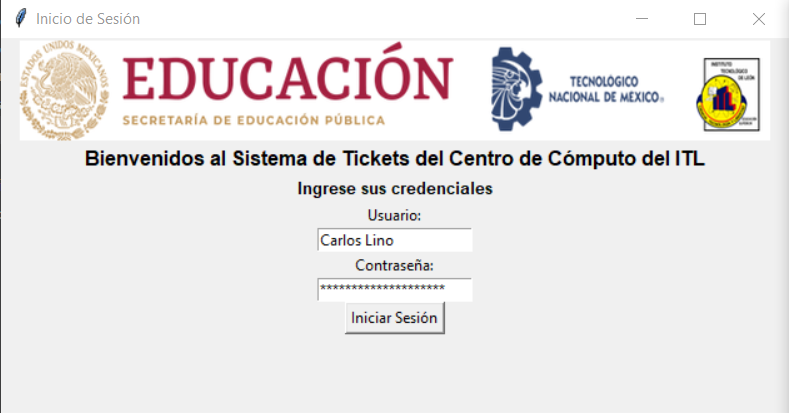 Inicio de Sesión
ESTADOS UNIDOS MEXICANOS
EDUCACIÓN
SECRETARÍA DE EDUCACIÓN PÚBLICA
TECNOLÓGICO
NACIONAL DE MÉXICO®
INSTITUTO
TECNOLÓGICO
DE LEÓN
Bienvenidos al Sistema de Tickets del Centro de Cómputo del ITL
Ingrese sus credenciales
Usuario:
Carlos Lino
Contraseña:
********************
Iniciar Sesión